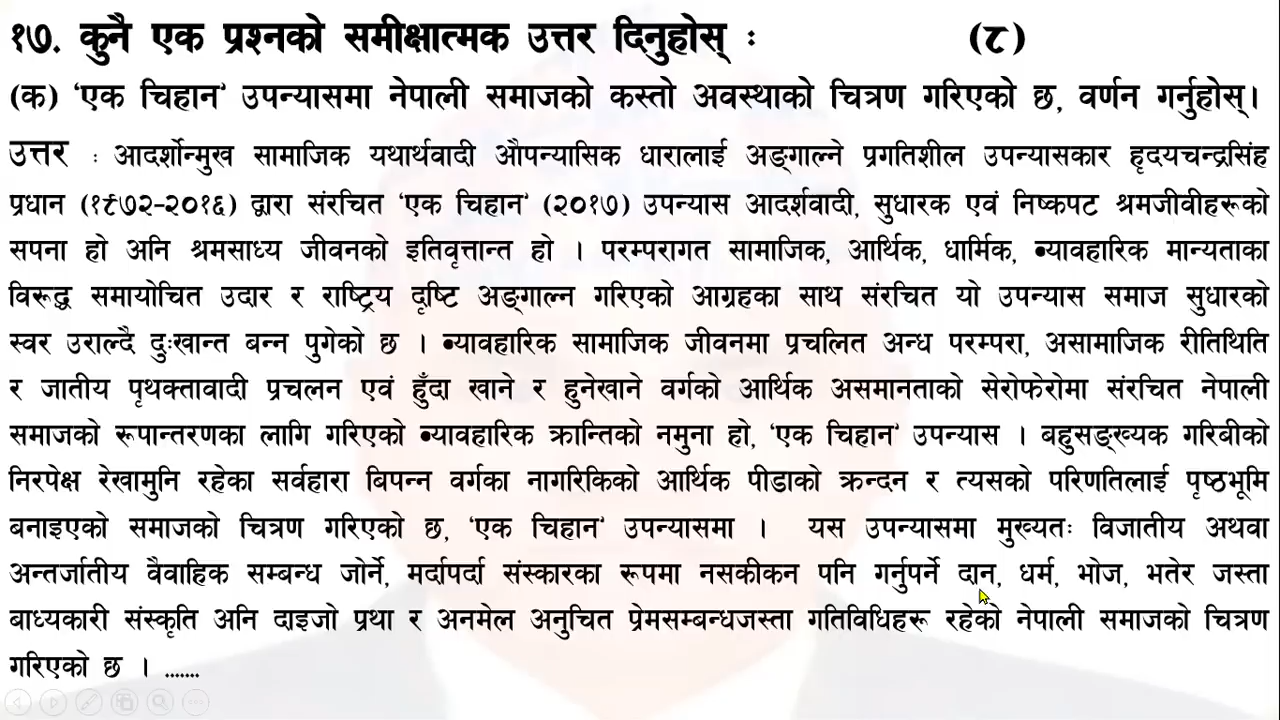 १७. कुनै एक प्रश्नको समीक्षात्मक उत्तर दिनुहोस् : (८)
(क) ‘एक चिहान’ उपन्यासमा नेपाली समाजको कस्तो अवस्थाको चित्रण गरिएको छ, वर्णन गर्नुहोस्।
उत्तर : आदर्शोन्मुख सामाजिक यथार्थवादी औपन्यासिक धारालाई अङ्गाल्ने प्रगतिशील उपन्यासकार हृदयचन्द्रसिंह
प्रधान (१९७२-२०१६) द्वारा संरचित ‘एक चिहान’ (२०१७) उपन्यास आदर्शवादी, सुधारक एवं निष्कपट श्रमजीवीहरूको
सपना हो अनि श्रमसाध्य जीवनको इतिवृत्तान्त हो । परम्परागत सामाजिक, आर्थिक, धार्मिक, व्यावहारिक मान्यताका
विरूद्ध समायोचित उदार र राष्ट्रिय दृष्टि अङ्गाल्न गरिएको आग्रहका साथ संरचित यो उपन्यास समाज सुधारको
स्वर उराल्दै दुःखान्त बन्न पुगेको छ । व्यावहारिक सामाजिक जीवनमा प्रचलित अन्ध परम्परा, असामाजिक रीतिथिति
र जातीय पृथक्तावादी प्रचलन एवं हुँदा खाने र हुनेखाने वर्गको आर्थिक असमानताको सेरोफेरोमा संरचित नेपाली
समाजको रूपान्तरणका लागि गरिएको व्यावहारिक क्रान्तिको नमुना हो, ‘एक चिहान’ उपन्यास । बहुसङ्ख्यक गरिबीको
निरपेक्ष रेखामुनि रहेका सर्वहारा बिपन्न वर्गका नागरिकिको आर्थिक पीडाको क्रन्दन र त्यसको परिणतिलाई पृष्ठभूमि
बनाइएको समाजको चित्रण गरिएको छ, ‘एक चिहान’ उपन्यासमा । यस उपन्यासमा मुख्यतः विजातीय अथवा
अन्तर्जातीय वैवाहिक सम्बन्ध जोर्ने, मर्दापर्दा संस्कारका रूपमा नसकीकन पनि गर्नुपर्ने दान, धर्म, भोज, भतेर जस्ता
बाध्यकारी संस्कृति अनि दाइजो प्रथा र अनमेल अनुचित प्रेमसम्बन्धजस्ता गतिविधिहरू रहेको नेपाली समाजको चित्रण
गरिएको छ । .......